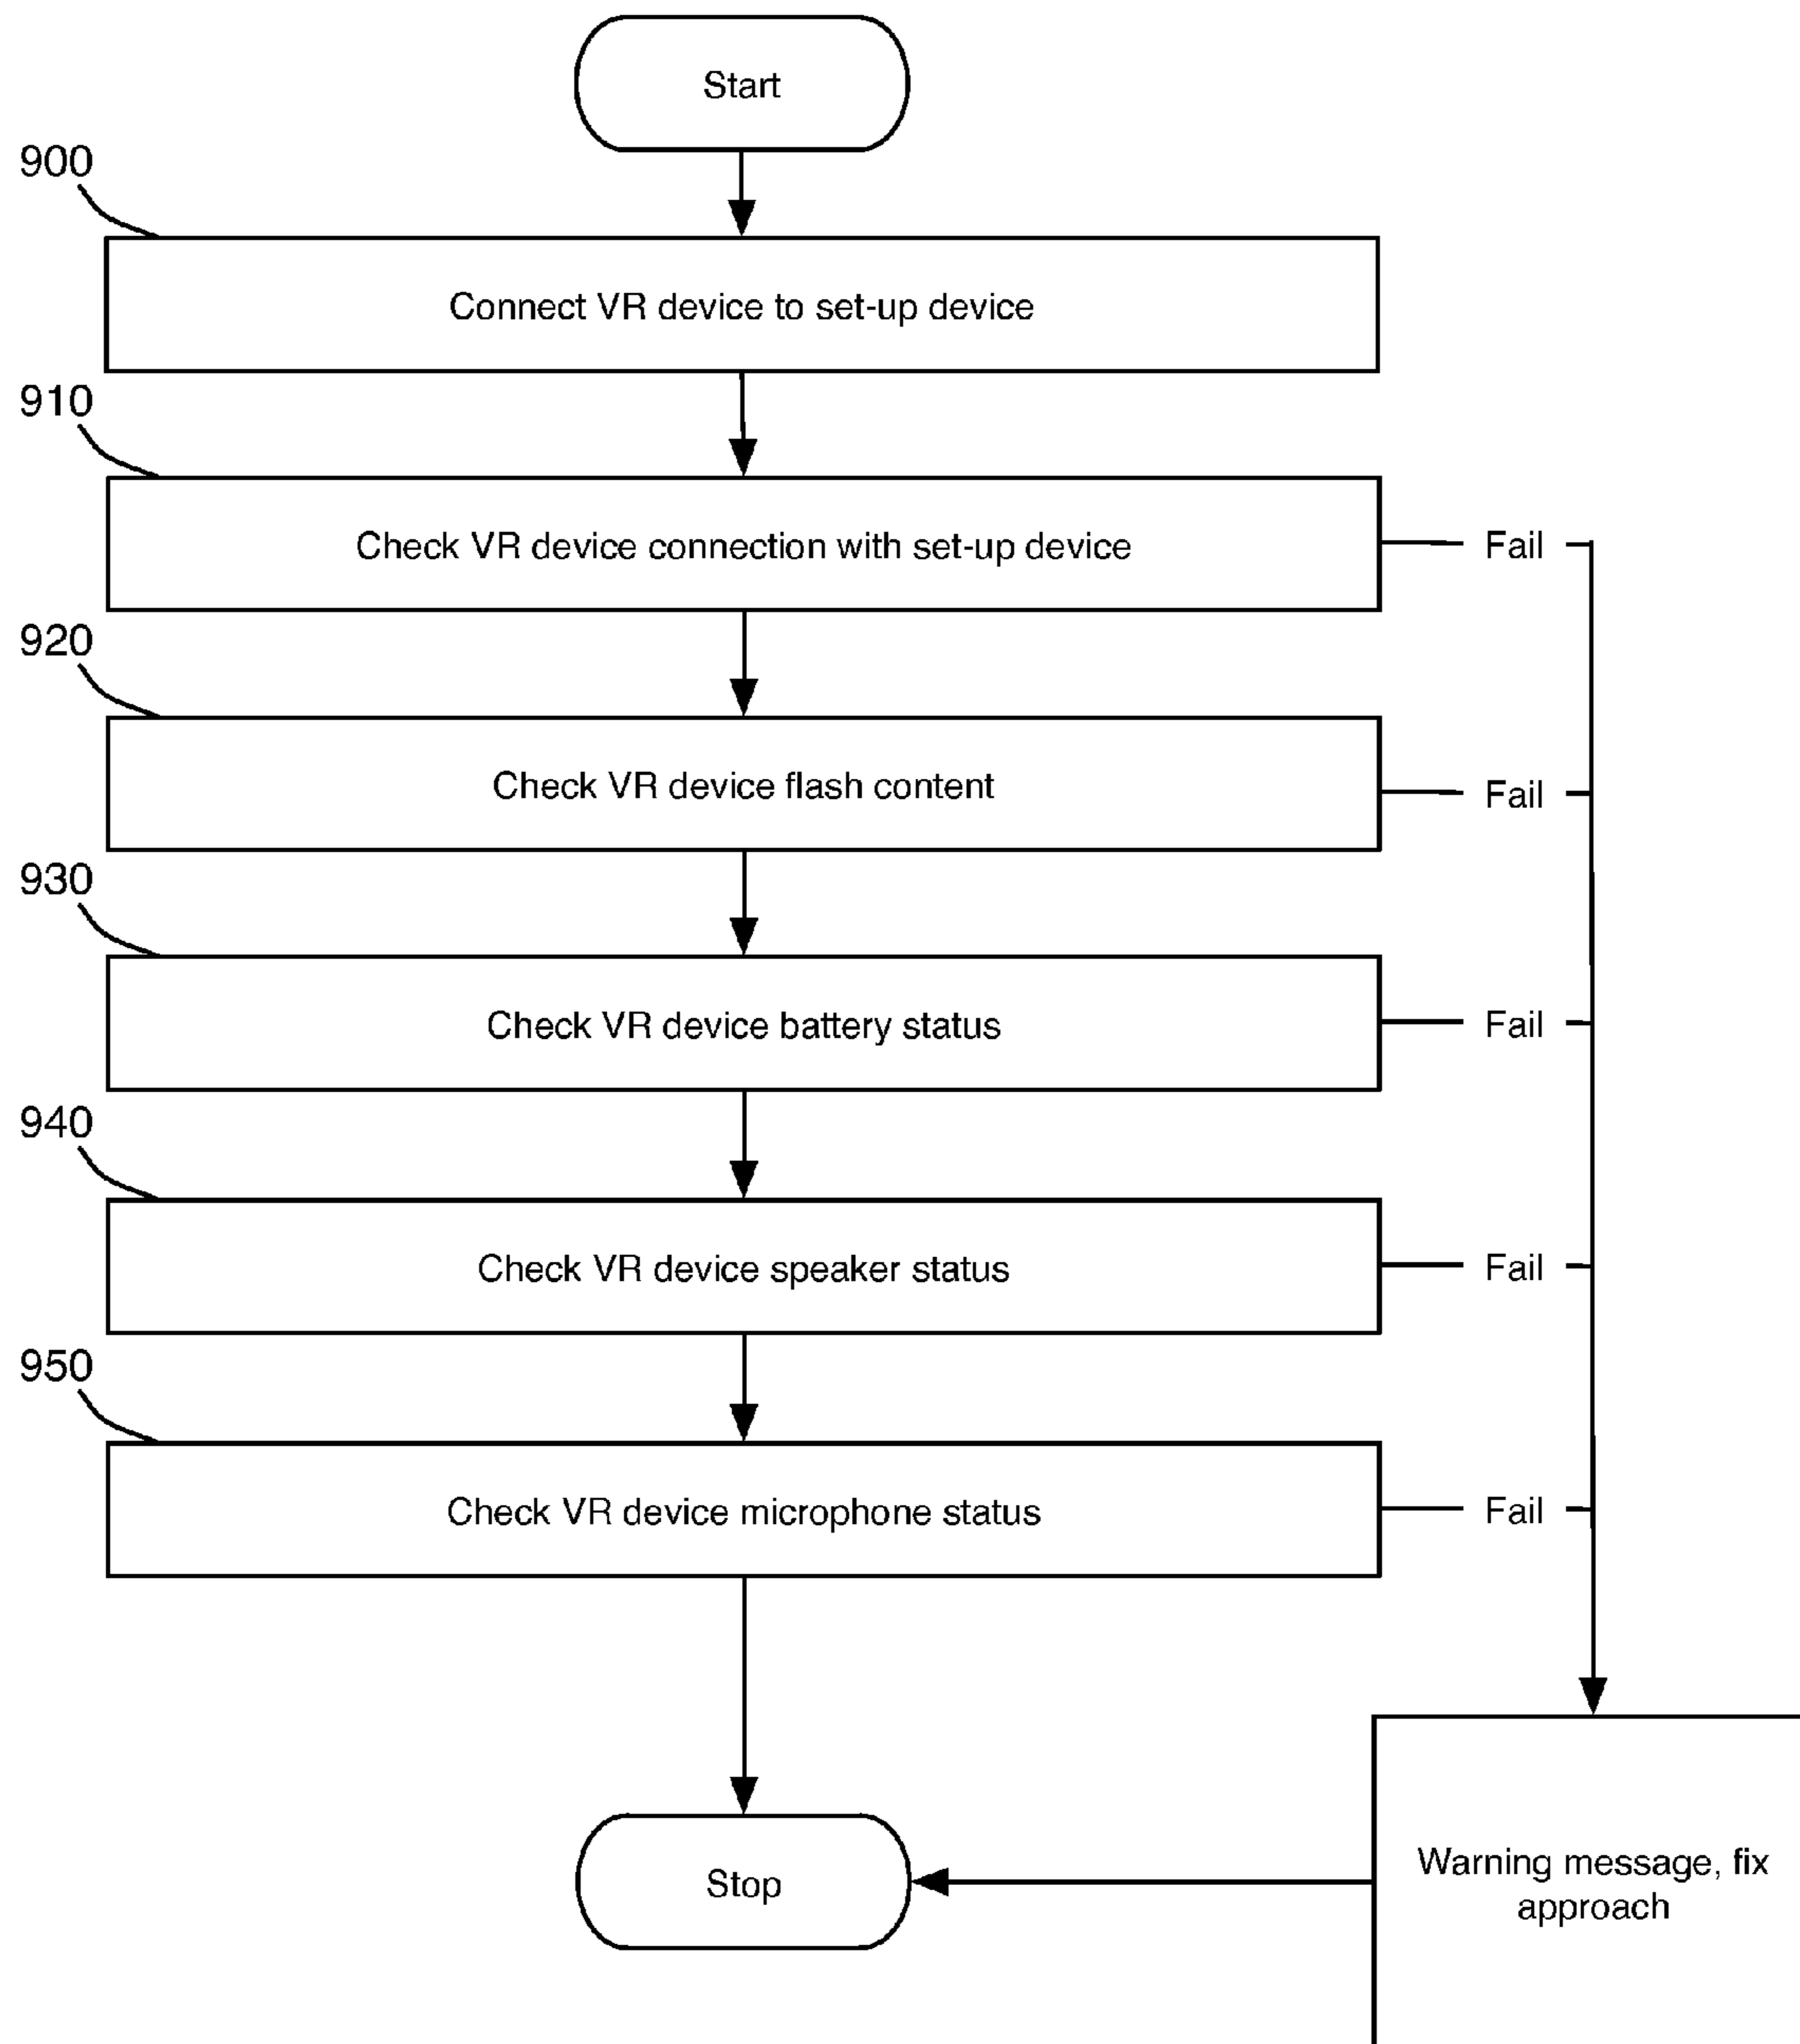 Start
900
Connect VR device to set-up device
910
Check VR device connection with set-up device
Fail
920
Check VR device flash content
Fail
930
Check VR device battery status
Fail
940
Check VR device speaker status
Fail
950
Check VR device microphone status
Fail
Warning message, fix
approach
Stop